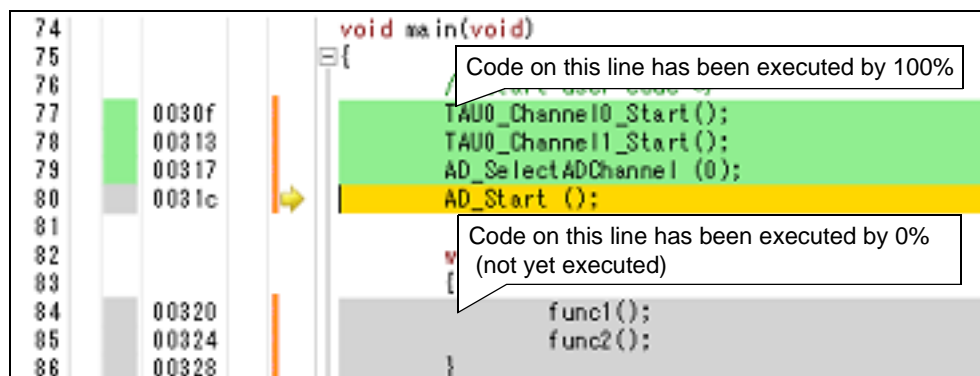 74 void main(void)
75 {
76 /
Code on this line has been executed by 100%
77 0030f TAU0_Channel0_Start();
78 00313 TAU0_Channel1_Start();
79 00317 AD_SelectADChannel (0);
80 0031c AD_Start ();
81
Code on this line has been executed by 0%
(not yet executed)
82
83 {
84 00320 func1();
85 00324 func2();
86 00328 }